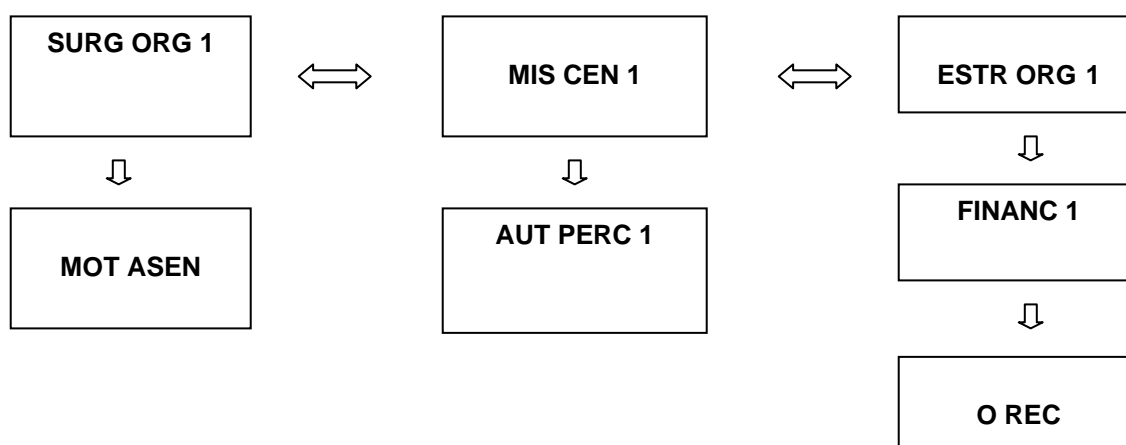 SURG ORG 1
MIS CEN 1
ESTR ORG 1
MOT ASEN
AUT PERC 1
FINANC 1
O REC